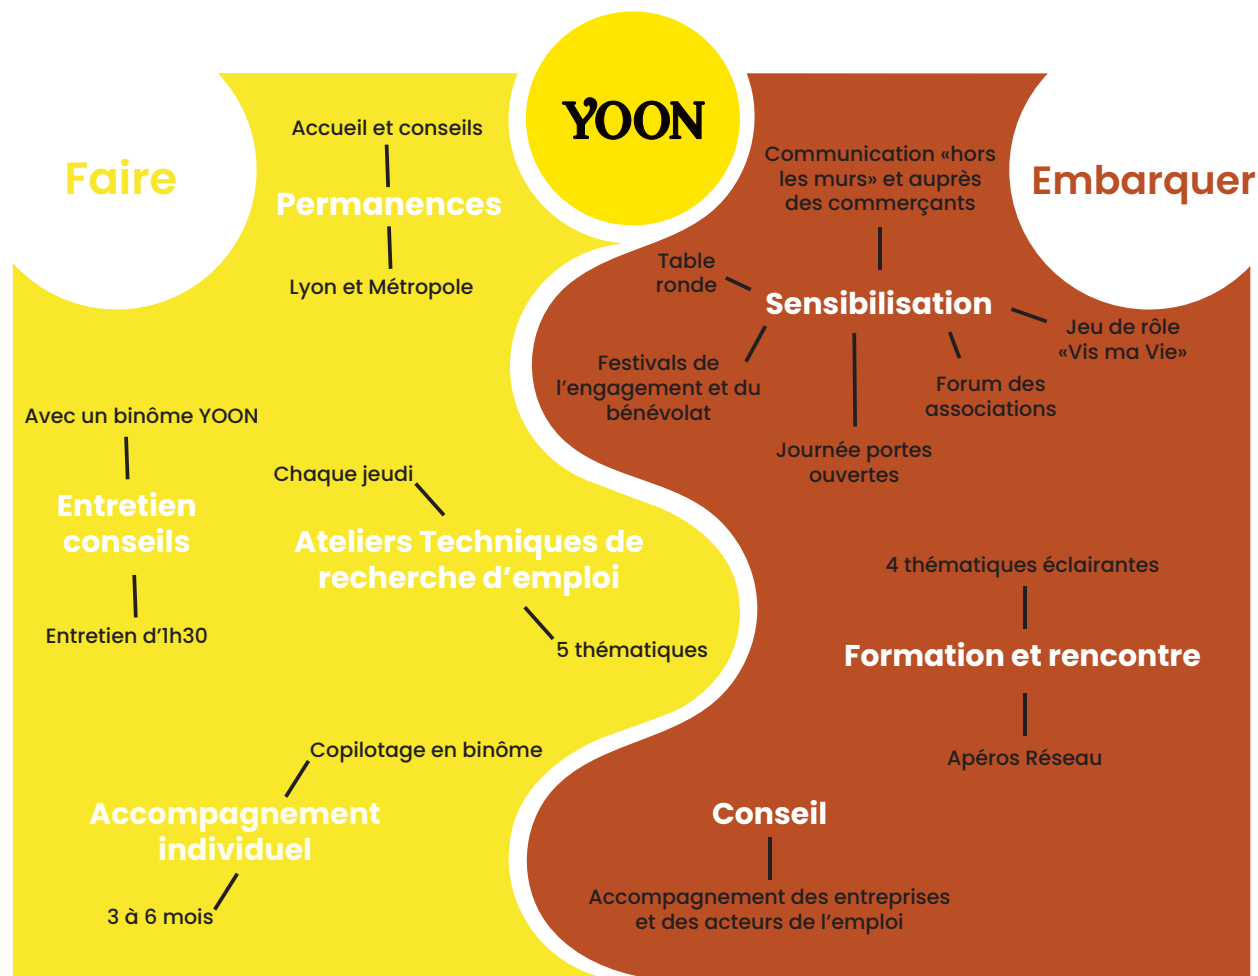 YOON
Faire
Accueil et conseils
Permanences
Lyon et Métropole
Avec un binôme YOON
Entretien
conseils
Entretien d’1h30
Chaque jeudi
Ateliers Techniques de
recherche d’emploi
5 thématiques
Copilotage en binôme
Accompagnement
individuel
3 à 6 mois
Embarquer
Communication «hors
les murs» et auprès
des commerçants
Table
ronde
Sensibilisation
Jeu de rôle
«Vis ma Vie»
Festivals de
l’engagement et du
bénévolat
Forum des
associations
Journée portes
ouvertes
4 thématiques éclairantes
Formation et rencontre
Apéros Réseau
Conseil
Accompagnement des entreprises
et des acteurs de l’emploi